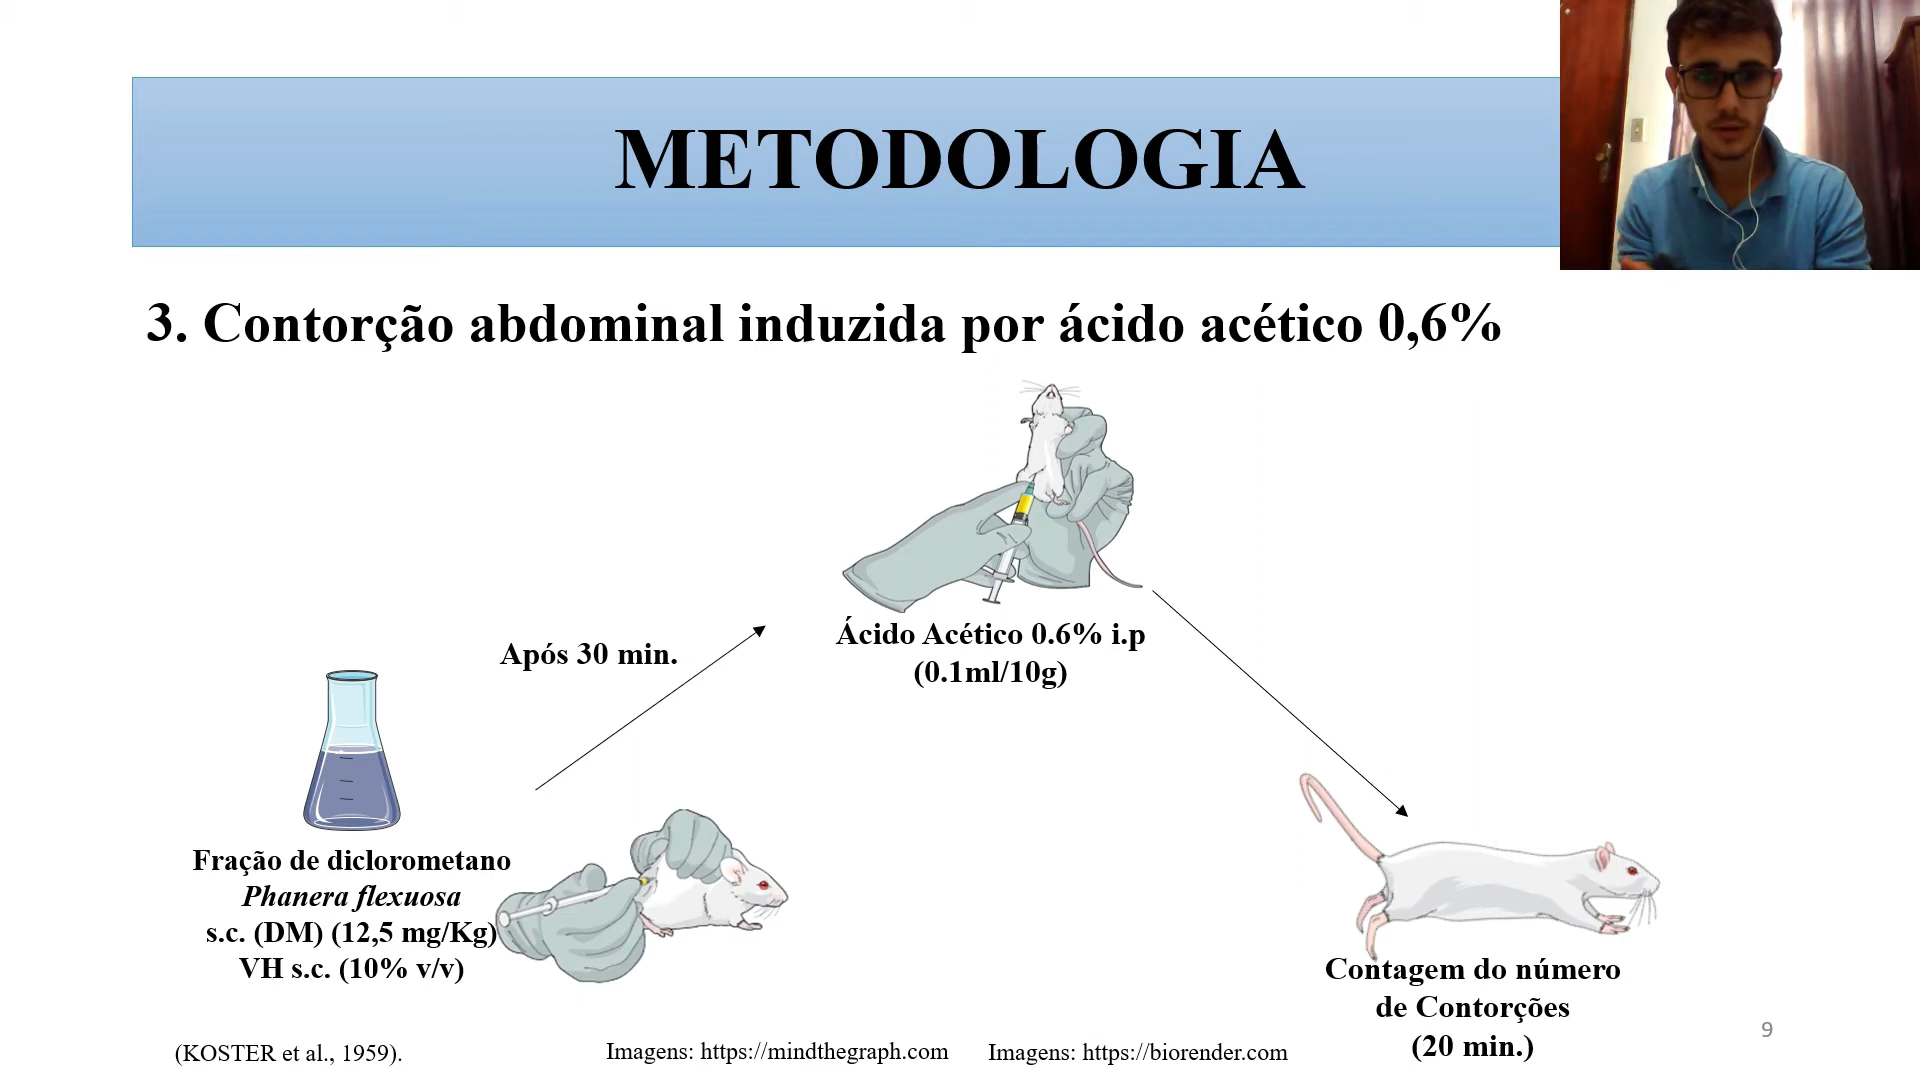 METODOLOGIA
3. Contorção abdominal induzida por ácido acético 0,6%
Após 30 min.
Ácido Acético 0.6% i.p
(0.1ml/10g)
Fração de diclorometano
Phanera flexuosa
s.c. (DM) (12,5 mg/Kg)
VH s.c. (10% v/v)
Contagem do número
de Contorções
(20 min.)
(KOSTER et al., 1959).
Imagens: https://mindthegraph.com
Imagens: https://biorender.com
9